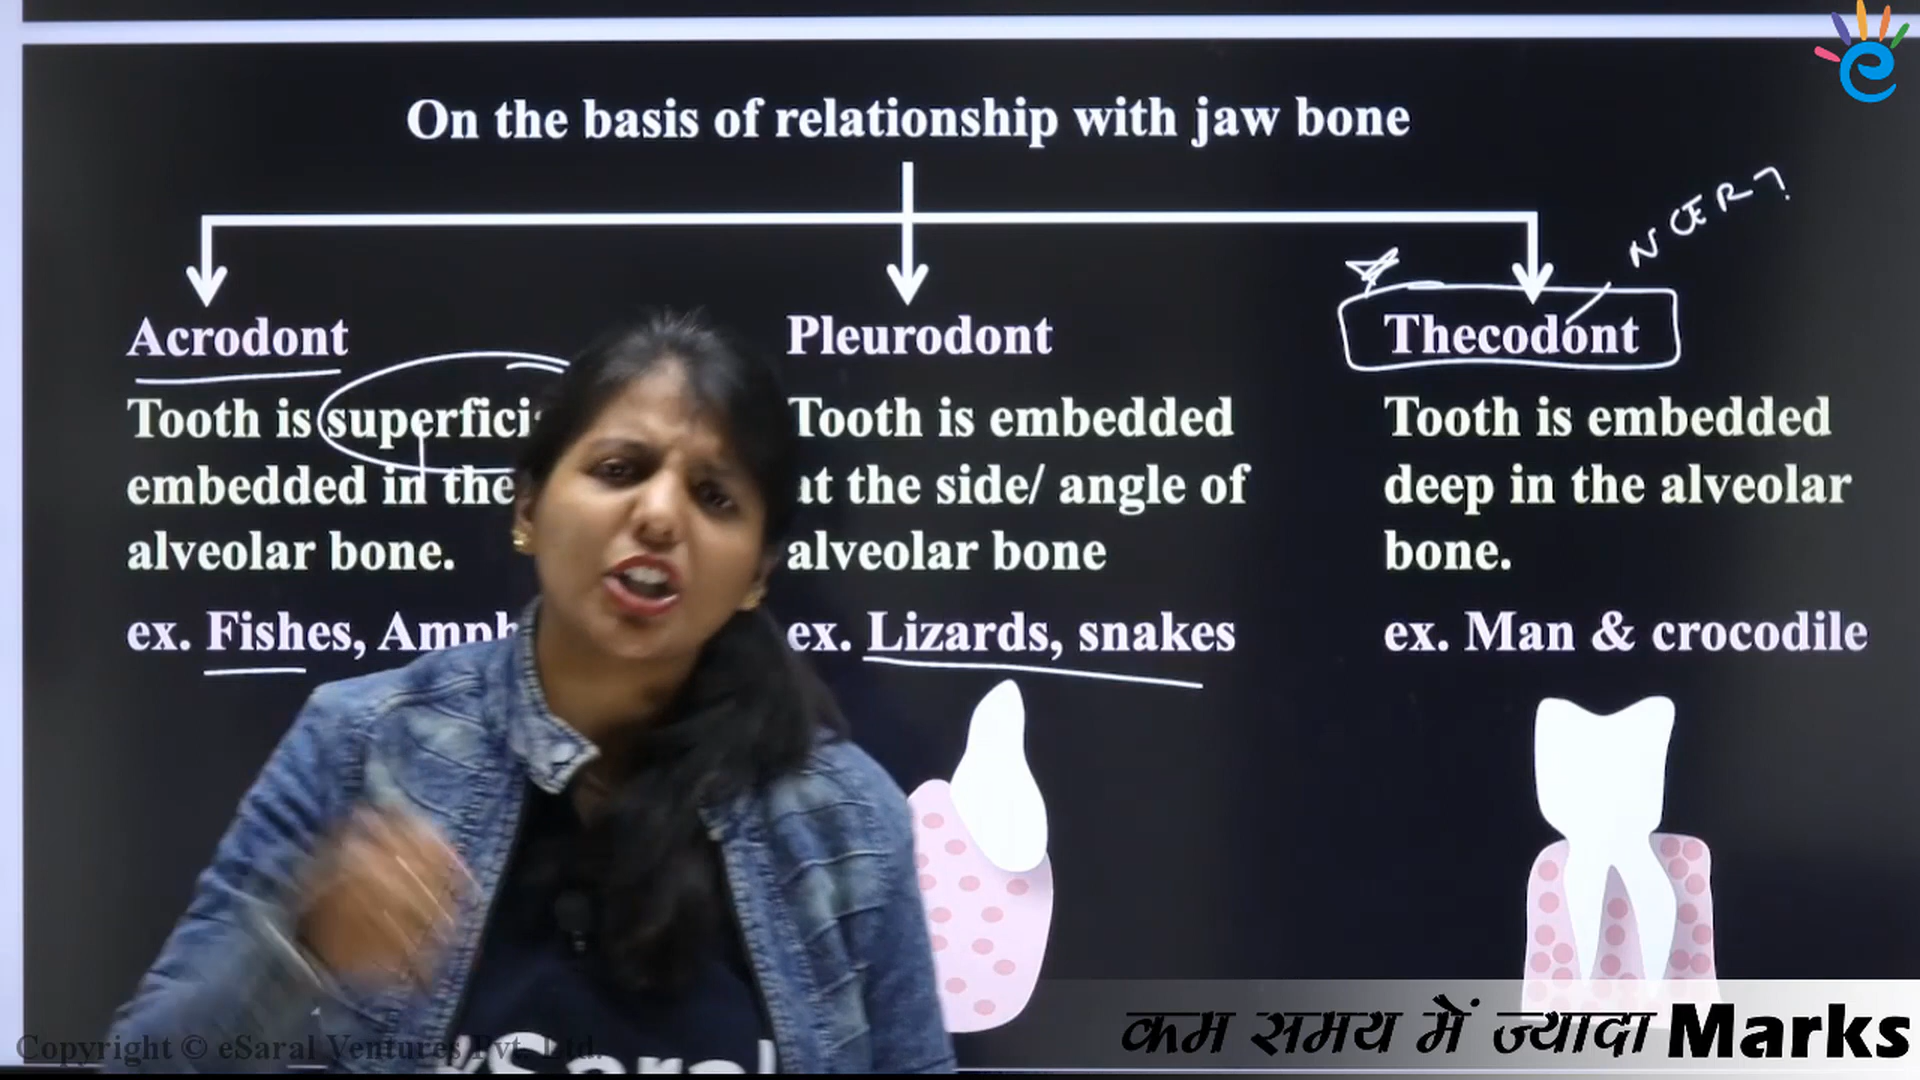 On the basis of relationship with jaw bone
NCERT
Acrodont
Tooth is superfici
embedded in the
alveolar bone.
ex. Fishes, Amph
Pleurodont
Tooth is embedded
at the side/ angle of
alveolar bone
ex. Lizards, snakes
Thecodont
Tooth is embedded
deep in the alveolar
bone.
ex. Man & crocodile
कम समय में ज्यादा Marks
Copyright © eSaral Ventures Pvt. Ltd.
Saral